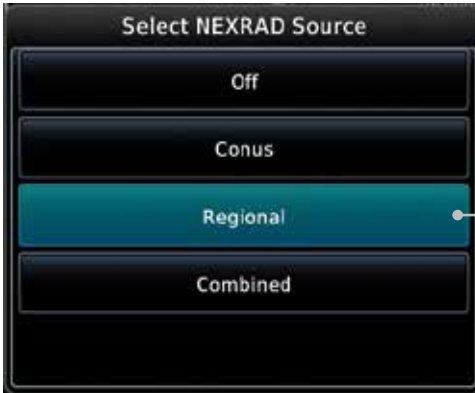 Select NEXRAD Source
Off
Conus
Regional
Combined